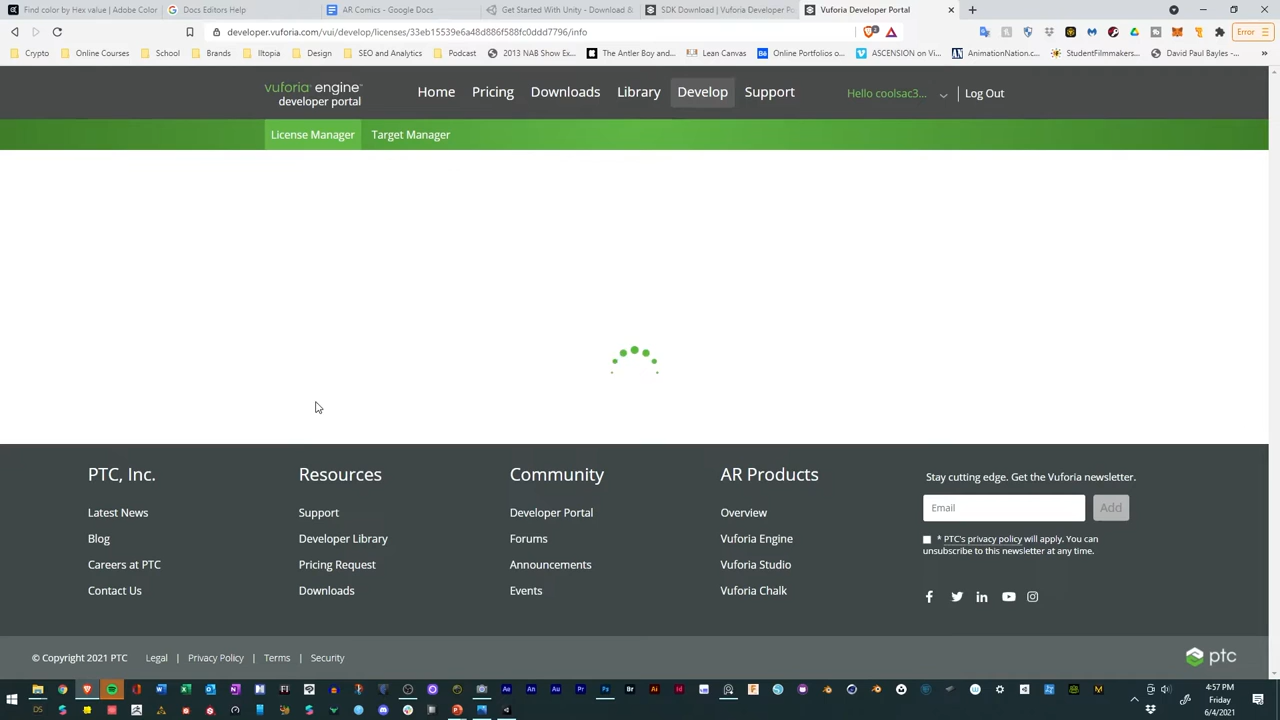 Find color by Hex value | Adobe Color
Docs Editors Help
AR Comics - Google Docs
Get Started With Unity - Download &
SDK Download | Vuforia Developer Po
Vuforia Developer Portal
developer.vuforia.com/vui/develop/licenses/33eb15539e6a48d886f588fc0ddd7795/info
Error
Crypto
Online Courses
School
Brands
Iltopia
Design
SEO and Analytics
Podcast
2013 NAB Show Ex...
The Antler Boy and...
Lean Canvas
Online Portfolios o...
ASCENSION on Vi...
AnimationNation.c...
StudentFilmmakers...
David Paul Bayles -...
vuforia engine
developer portal
Home
Pricing
Downloads
Library
Develop
Support
Hello coolsac3...
Log Out
License Manager
Target Manager
PTC, Inc.
Latest News
Blog
Careers at PTC
Contact Us
Resources
Support
Developer Library
Pricing Request
Downloads
Community
Developer Portal
Forums
Announcements
Events
AR Products
Overview
Vuforia Engine
Vuforia Studio
Vuforia Chalk
Stay cutting edge. Get the Vuforia newsletter.
Email
Add
* PTC's privacy policy will apply. You can
unsubscribe to this newsletter at any time.
© Copyright 2021 PTC
Legal | Privacy Policy | Terms | Security
ptc
4:57 PM
Friday
6/4/2021